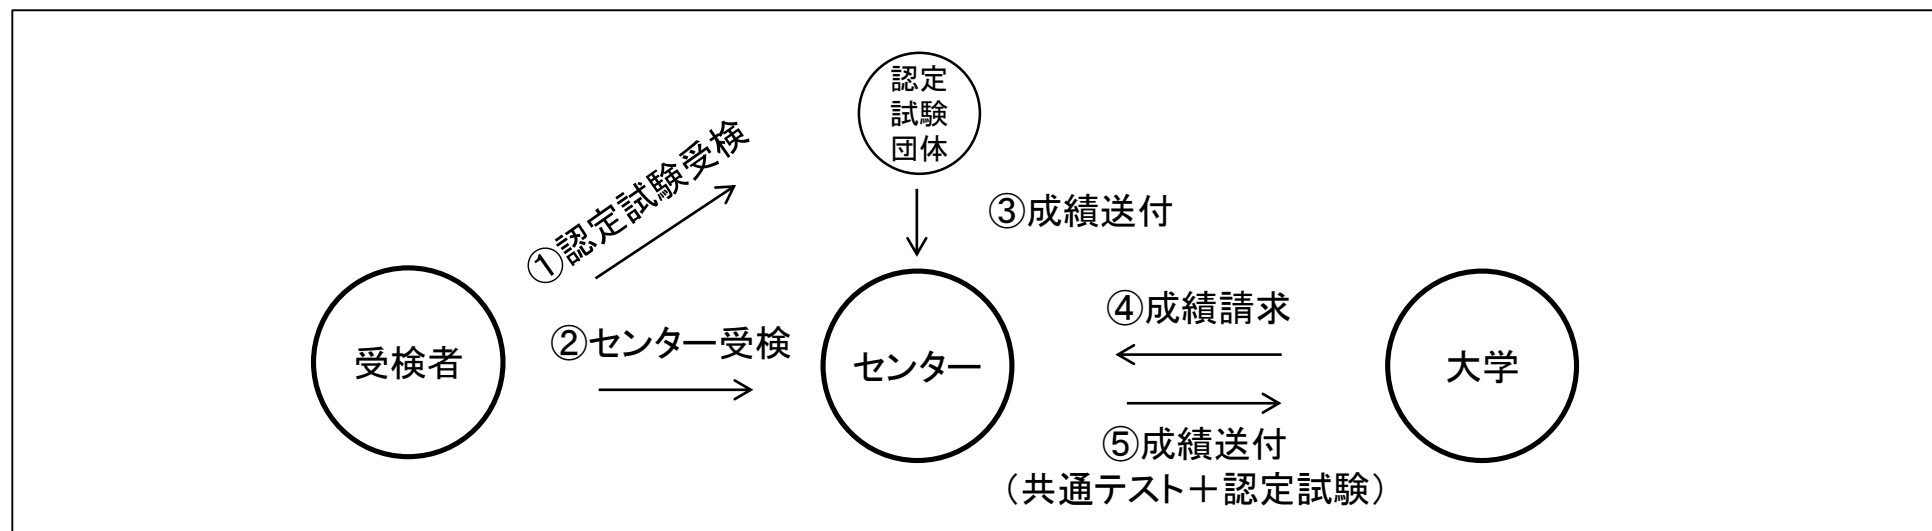 認定
試験
団体
①認定試験受検
③成績送付
受検者
②センター受検
センター
④成績請求
大学
⑤成績送付
（共通テスト＋認定試験）